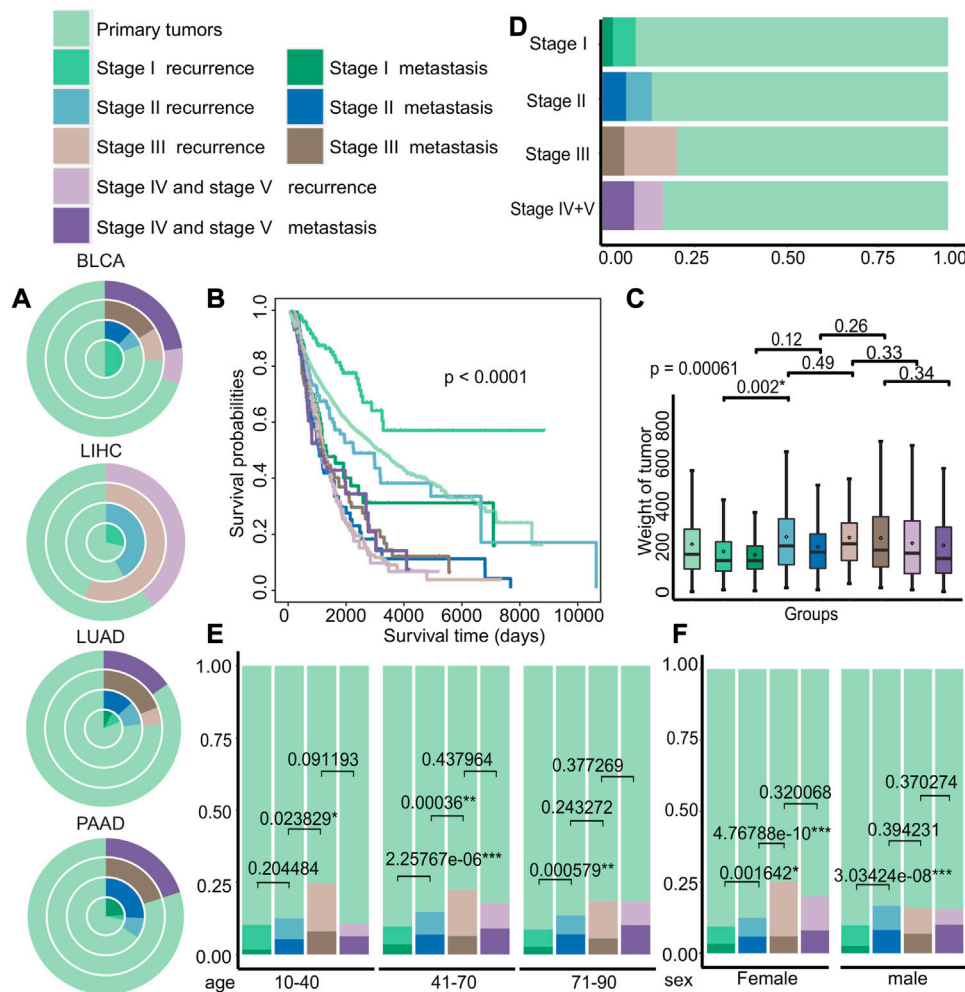 Primary tumors
Stage I recurrence
Stage I metastasis
Stage II recurrence
Stage II metastasis
Stage III recurrence
Stage III metastasis
Stage IV and stage V recurrence
Stage IV and stage V metastasis
D
Stage I
Stage II
Stage III
Stage IV+V
0.00 0.25 0.50 0.75 1.00
A
BLCA
LIHC
LUAD
PAAD
B
Survival probabilities
1.0
0.8
0.6
0.4
0.2
0.0
p < 0.0001
0 2000 4000 6000 8000 10000
Survival time (days)
C
0.26
0.12
0.33
0.49
p = 0.00061
0.002*
0.34
Weight of tumor
800
600
400
200
0
Groups
E
1.00
0.75
0.50
0.25
0.00
0.091193
0.023829*
0.204484
0.437964
0.00036**
2.25767e-06***
0.377269
0.243272
0.000579**
age 10-40 41-70 71-90
F
1.00
0.75
0.50
0.25
0.00
0.320068
4.76788e-10***
0.001642*
0.370274
0.394231
3.03424e-08***
sex Female male